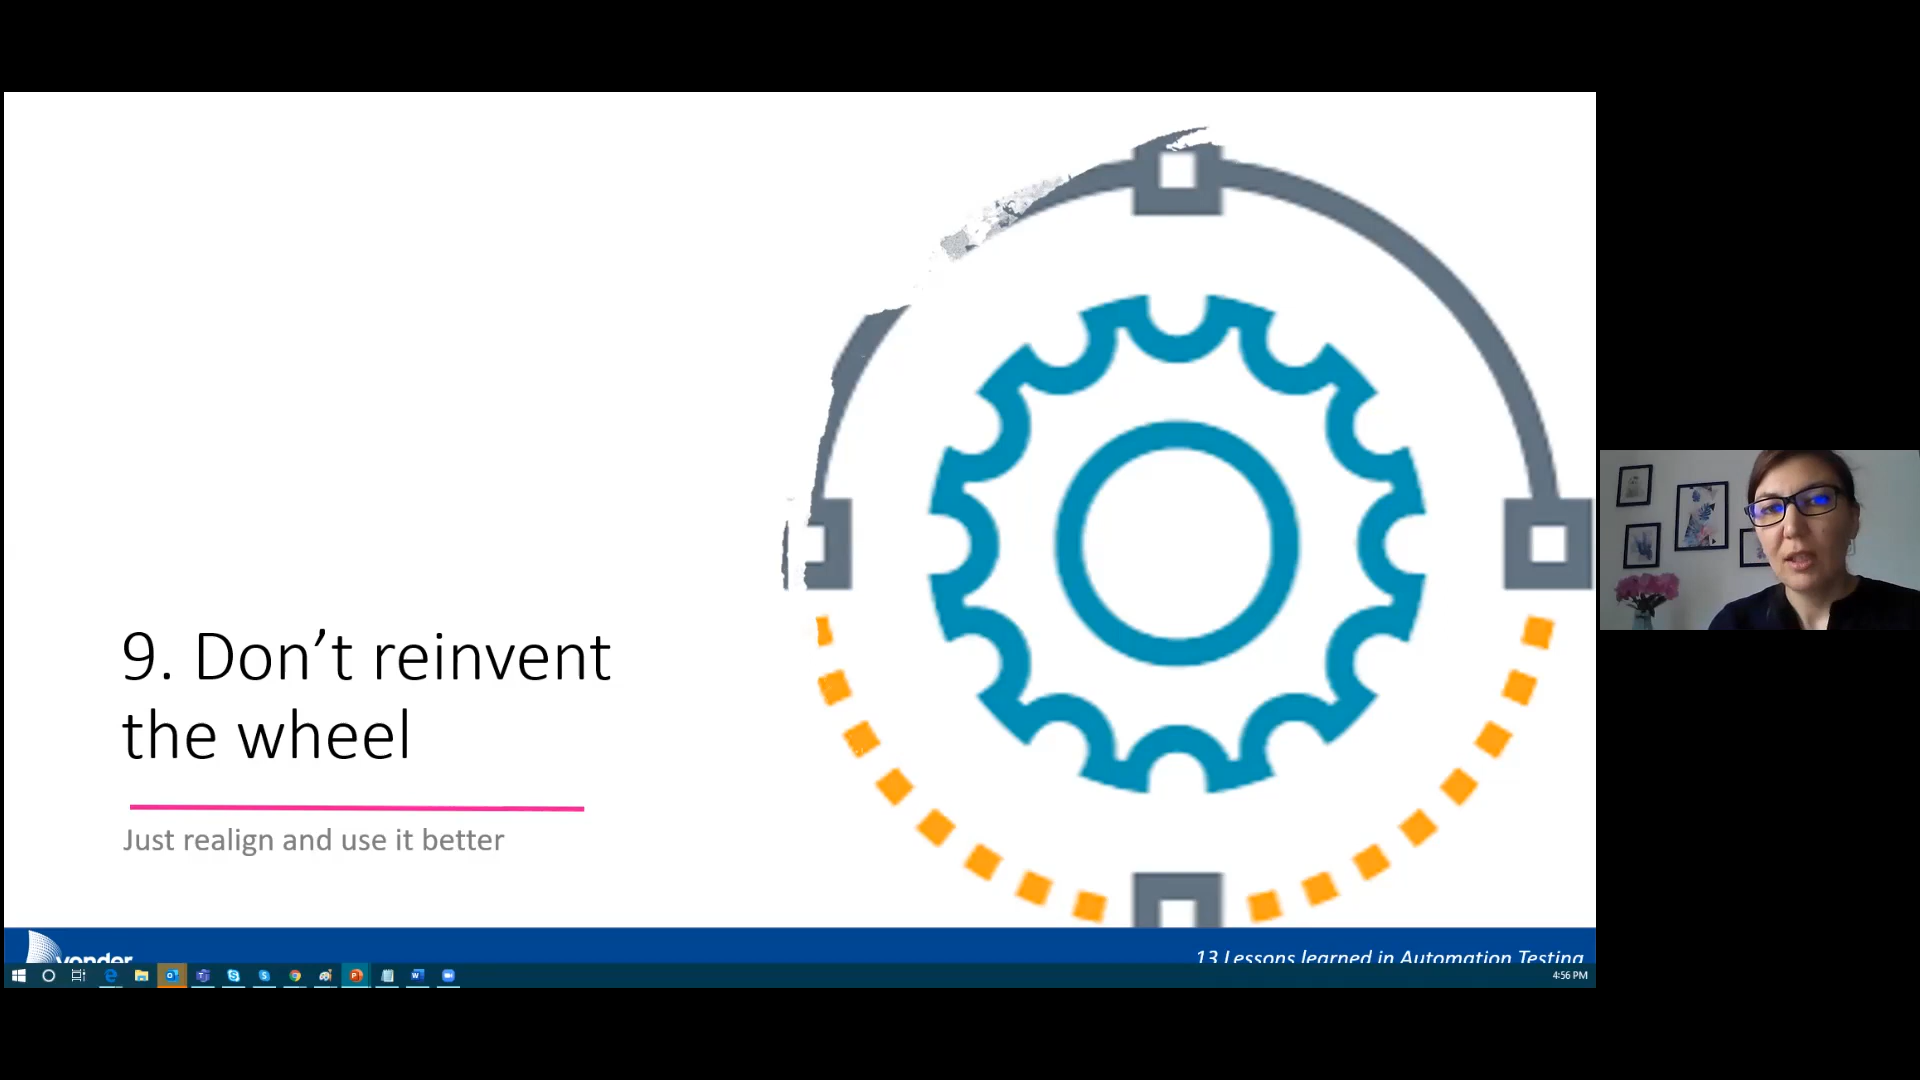 9. Don’t reinvent
the wheel
Just realign and use it better
yonder
13 Lessons learned in Automation Testing
4:56 PM